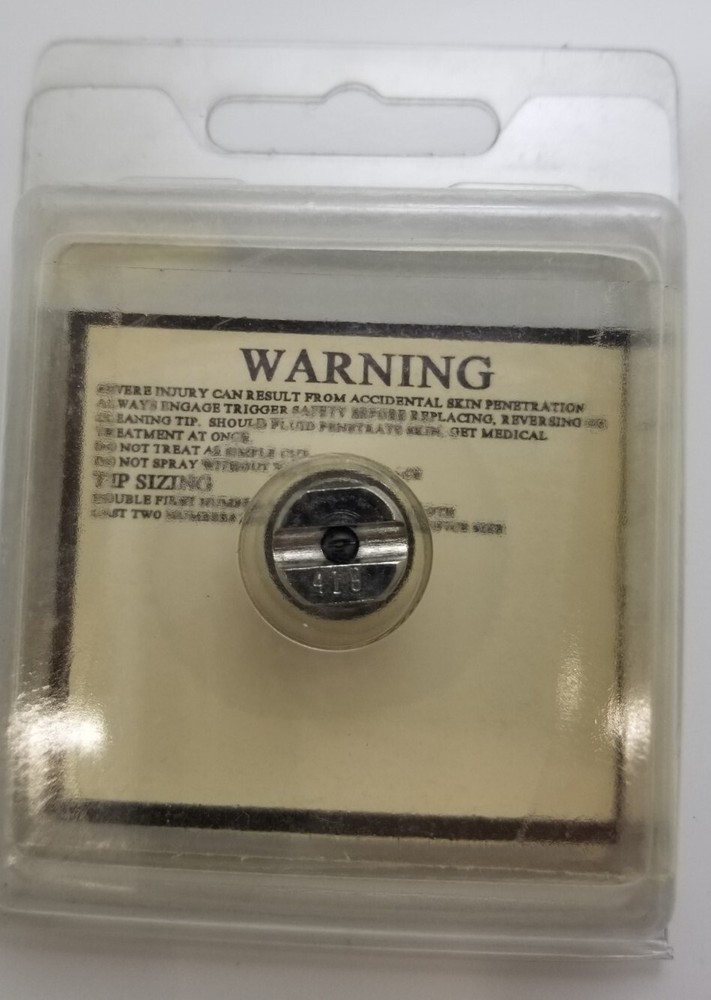 WARNING
SEVERE INJURY CAN RESULT FROM ACCIDENTAL SKIN PENETRATION
ALWAYS ENGAGE TRIGGER SAFETY BEFORE REPLACING, REVERSING OR
CLEANING TIP. SHOULD FLUID PENETRATE SKIN, GET MEDICAL
TREATMENT AT ONCE.
DO NOT TREAT AS SIMPLE CUT.
DO NOT SPRAY WITHOUT
TIP SIZING
DOUBLE FIRST NUMBE
LAST TWO NUMBERS